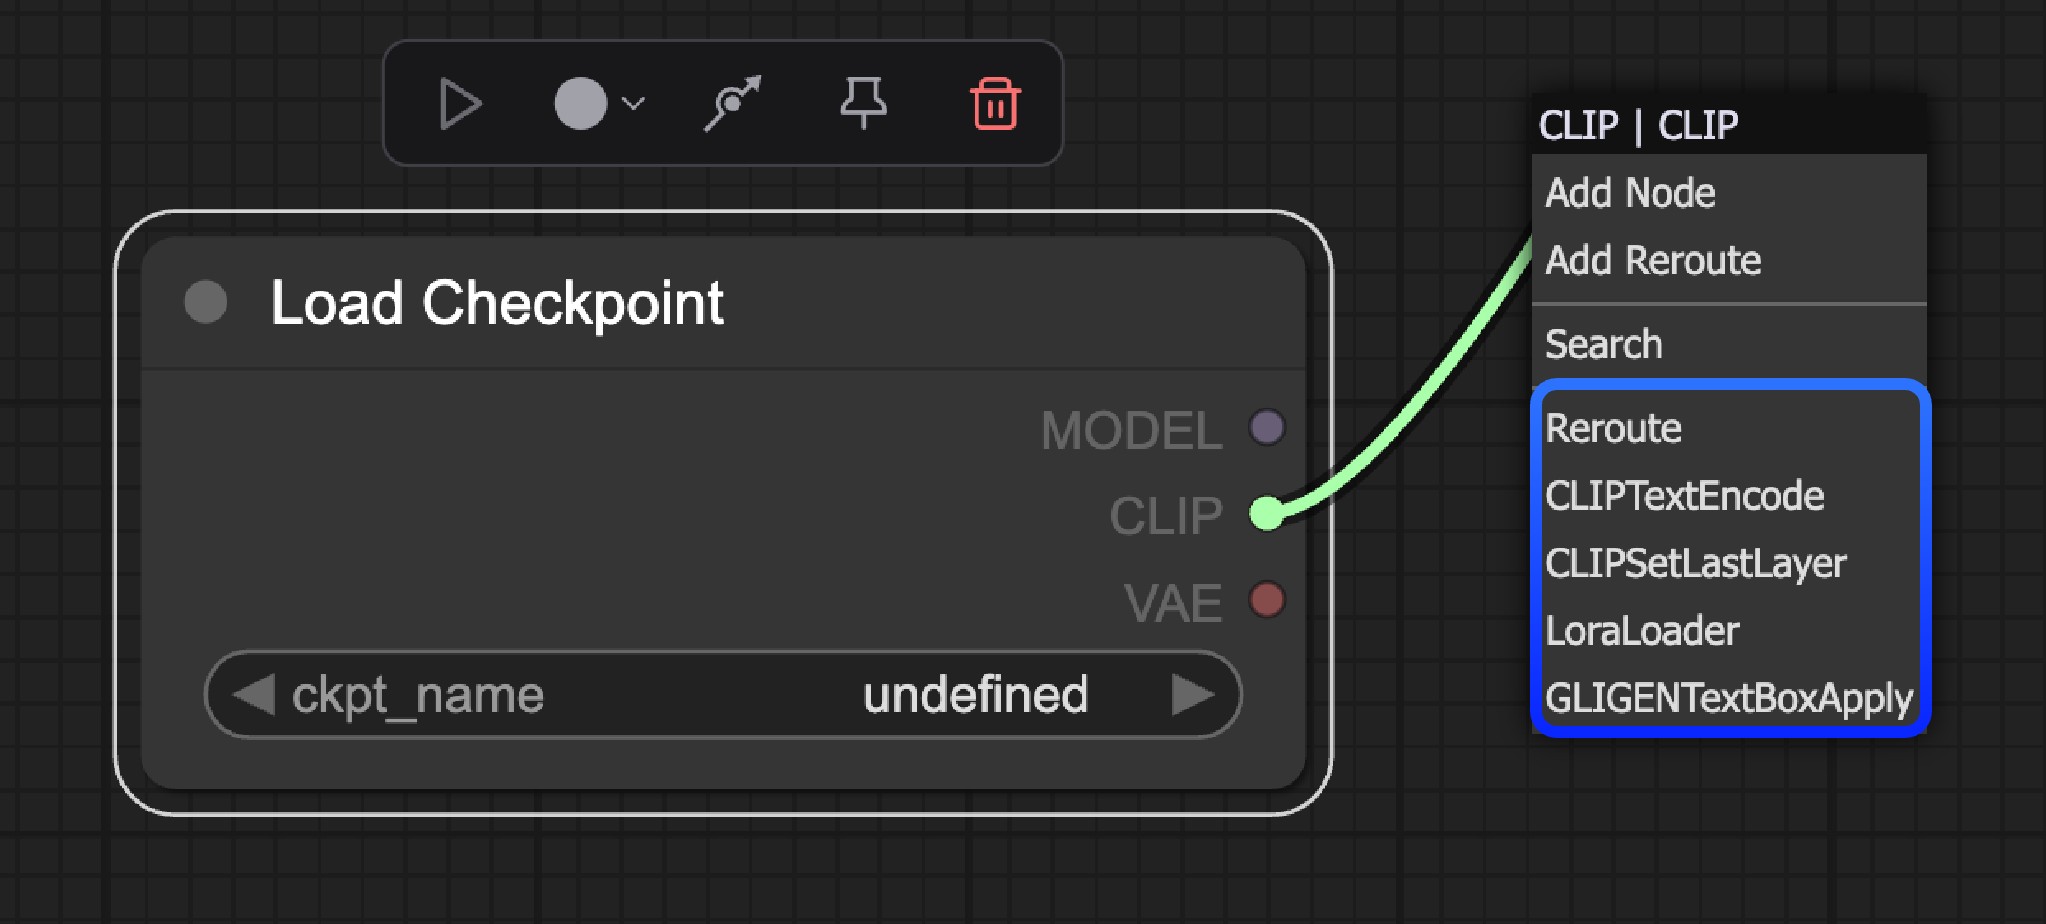 CLIP | CLIP
Add Node
Add Reroute
Search
Reroute
CLIPTextEncode
CLIPSetLastLayer
LoraLoader
GLIGENTextBoxApply
Load Checkpoint
MODEL
CLIP
VAE
ckpt_name undefined